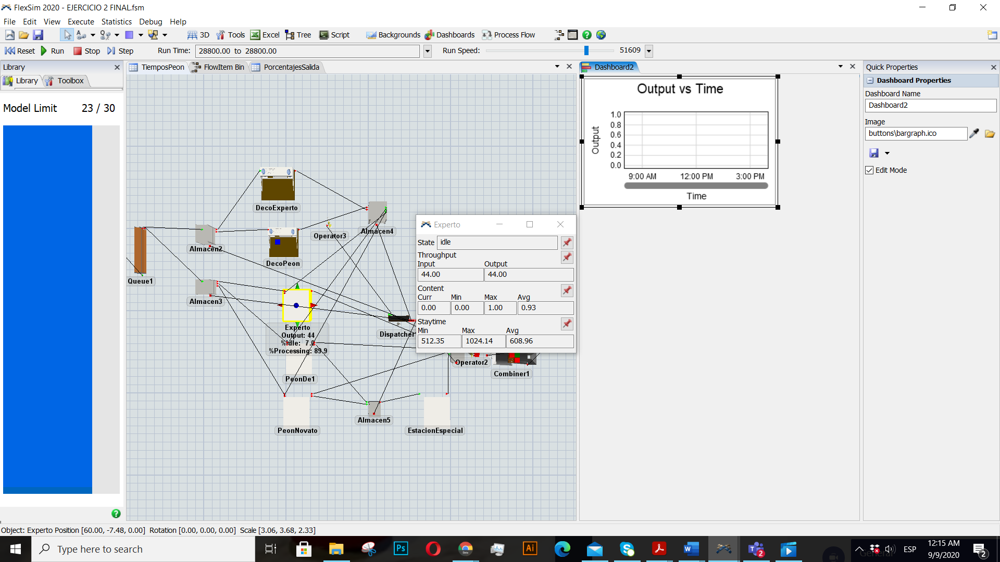 FlexSim 2020 - EJERCICIO 2 FINAL.fsm
File Edit View Execute Statistics Debug Help
3D Tools Excel Tree Script Backgrounds Dashboards Process Flow
Reset Run Stop Step Run Time: 28800.00 to 28800.00 Run Speed: 51609
Library
Library Toolbox
Model Limit 23 / 30
TiemposPeon FlowItem Bin PorcentajesSalida
DecoExperto
Almacen4
Operator3
Almacen2
DecoPeon
Queue1
Almacen3
Experto
Output: 44
%Idle: 7.0
%Processing: 89.9
Dispatcher
PeonDe1
Operator2
Combiner1
Almacen5
PeonNovato
EstacionEspecial
Experto
State idle
Throughput
Input Output
44.00 44.00
Content
Curr Min Max Avg
0.00 0.00 1.00 0.93
Staytime
Min Max Avg
512.35 1024.14 608.96
Dashboard2
Output vs Time
Output
1.0
0.8
0.6
0.4
0.2
0.0
9:00 AM 12:00 PM 3:00 PM
Time
Quick Properties
Dashboard Properties
Dashboard Name
Dashboard2
Image
buttons\bargraph.ico
Edit Mode
Object: Experto Position [60.00, -7.48, 0.00] Rotation [0.00, 0.00, 0.00] Scale [3.06, 3.68, 2.33]
Type here to search
Ps
Ai
ESP
12:15 AM
9/9/2020
2
2